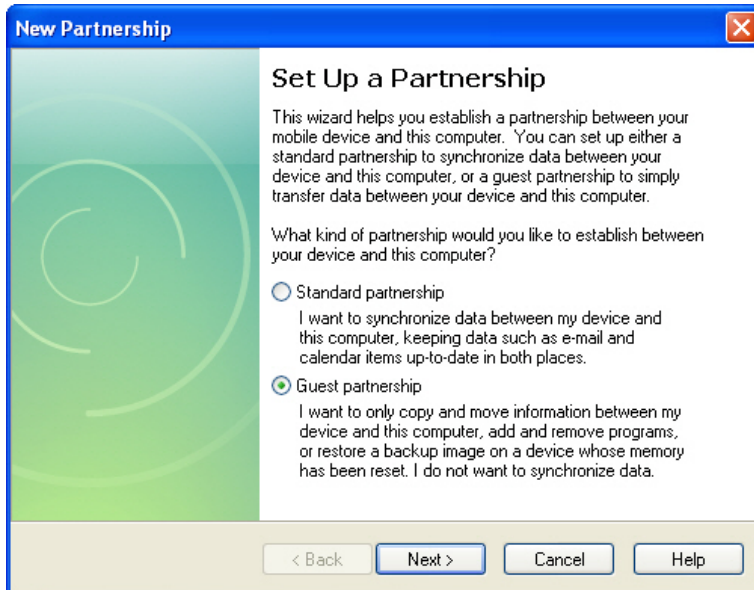 New Partnership
Set Up a Partnership
This wizard helps you establish a partnership between your
mobile device and this computer. You can set up either a
standard partnership to synchronize data between your
device and this computer, or a guest partnership to simply
transfer data between your device and this computer.
What kind of partnership would you like to establish between
your device and this computer?
Standard partnership
I want to synchronize data between my device and
this computer, keeping data such as e-mail and
calendar items up-to-date in both places.
Guest partnership
I want to only copy and move information between my
device and this computer, add and remove programs,
or restore a backup image on a device whose memory
has been reset. I do not want to synchronize data.
< Back Next > Cancel Help